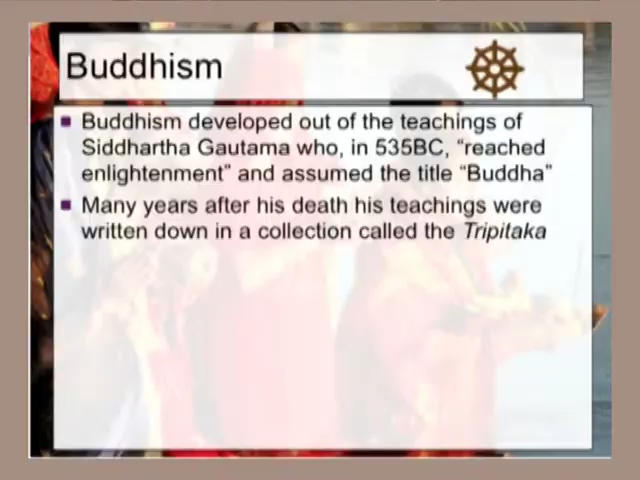 Buddhism
Buddhism developed out of the teachings of
Siddhartha Gautama who, in 535BC, “reached
enlightenment” and assumed the title “Buddha”
Many years after his death his teachings were
written down in a collection called the Tripitaka